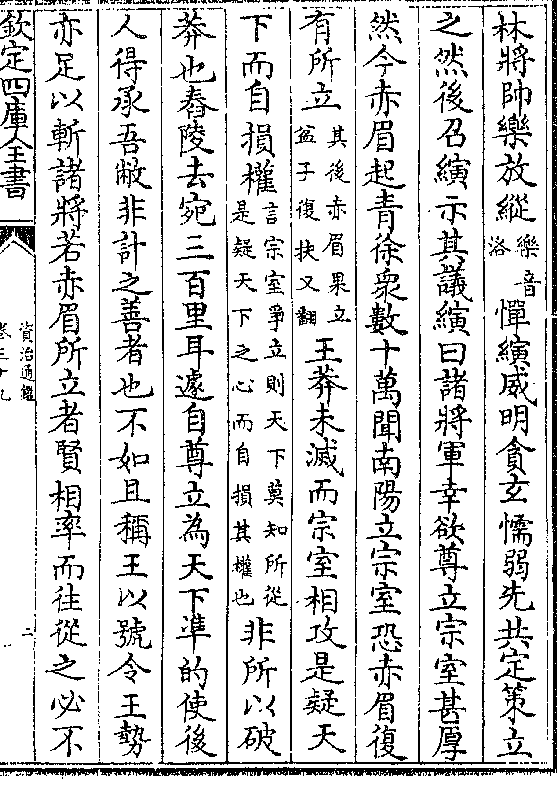 林將帥樂放縱樂音洛憚縯威明貪玄懦弱先共定策立
之然後召縯示其議縯曰諸將軍幸欲尊立宗室甚厚
然今赤眉起青徐衆數十萬聞南陽立宗室恐赤眉復
有所立其後赤眉果立盆子復扶又翻王莽未滅而宗室相攻是疑天
下而自損權言宗室爭立則天下莫知所從是疑天下之心而自損其權也非所以破
莽也舂陵去宛三百里耳遽自尊立為天下凖的使後
人得承吾敝非計之善者也不如且稱王以號令王勢
亦足以斬諸將若赤眉所立者賢相率而往從之必不
欽定四庫全書
資治通鑑
卷三十九
二